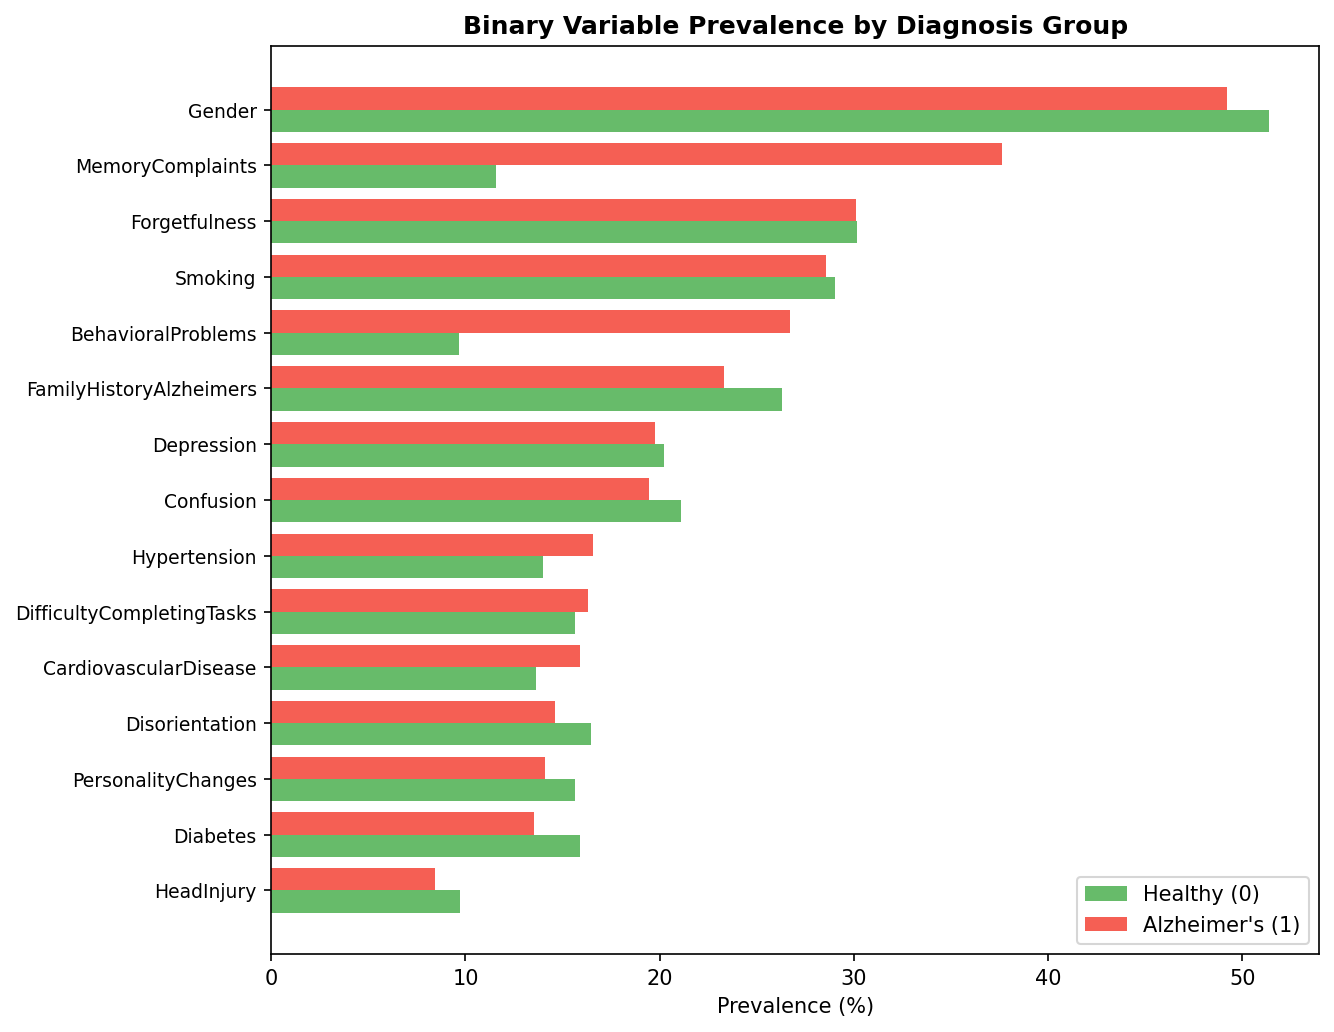 Binary Variable Prevalence by Diagnosis Group
Gender
MemoryComplaints
Forgetfulness
Smoking
BehavioralProblems
FamilyHistoryAlzheimers
Depression
Confusion
Hypertension
DifficultyCompletingTasks
CardiovascularDisease
Disorientation
PersonalityChanges
Diabetes
HeadInjury
Healthy (0)
Alzheimer's (1)
0 10 20 30 40 50
Prevalence (%)